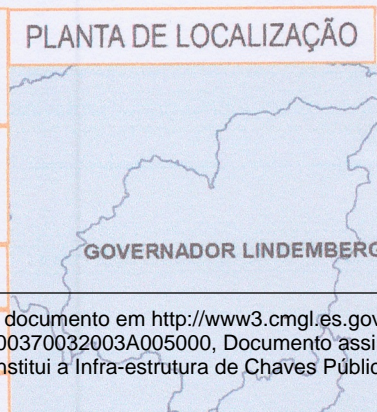 PLANTA DE LOCALIZAÇÃO
GOVERNADOR LINDEMBERG
documento em http://www3.cmgl.es.gov
00370032003A005000, Documento assi
nstitui a Infra-estrutura de Chaves Públic